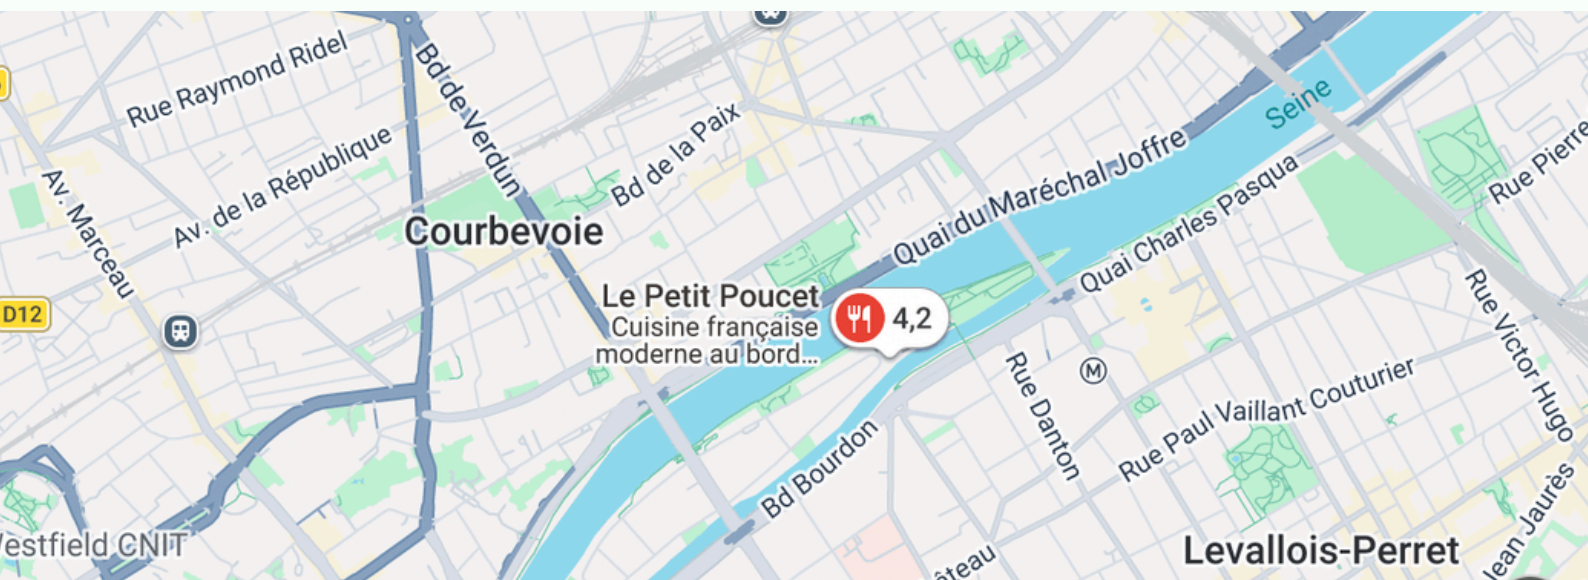 Rue Raymond Ridel
Bd de Verdun
Av. de la République
Bd de la Paix
Av. Marceau
Courbevoie
Seine
Quai du Maréchal Joffre
Quai Charles Pasqua
Rue Pierre
D12
Le Petit Poucet
Cuisine française
moderne au bord...
4,2
M
Rue Victor Hugo
Rue Danton
Rue Paul Vaillant Couturier
Bd Bourdon
Westfield CNIT
Levallois-Perret
Jean Jaurès